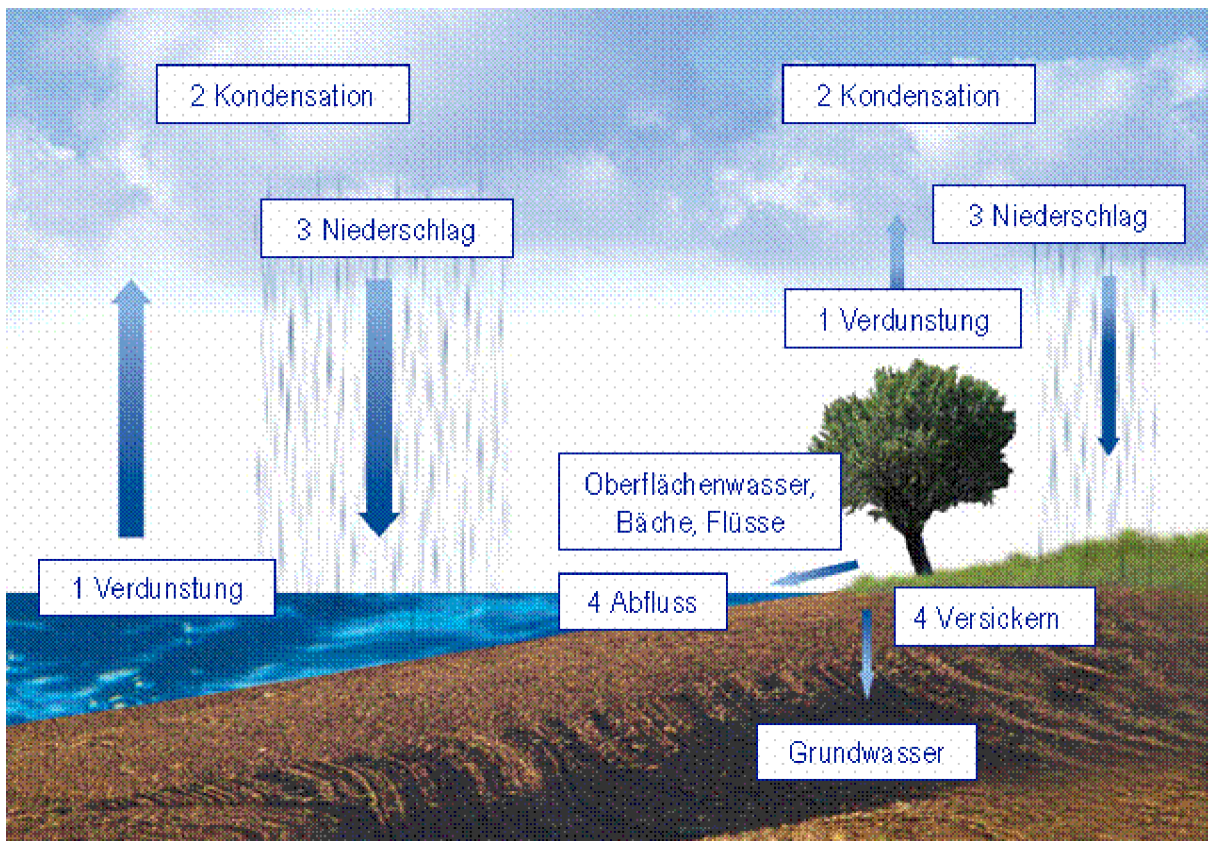 2 Kondensation
2 Kondensation
3 Niederschlag
3 Niederschlag
1 Verdunstung
Oberflächenwasser,
Bäche, Flüsse
1 Verdunstung
4 Abfluss
4 Versickern
Grundwasser